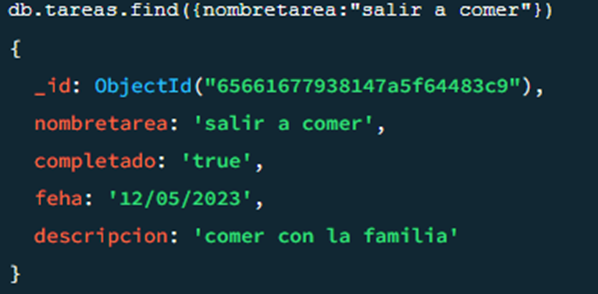 db.tareas.find({nombretarea:"salir a comer"})
{
_id: ObjectId("65661677938147a5f64483c9"),
nombretarea: 'salir a comer',
completado: 'true',
feha: '12/05/2023',
descripcion: 'comer con la familia'
}